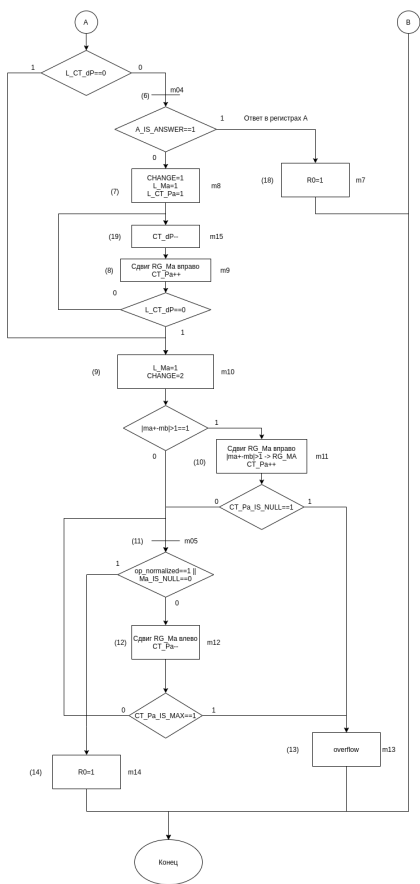 A
B
L_CT_dP==0
1
0
(6)
m04
A_IS_ANSWER==1
1
Ответ в регистрах A
0
CHANGE=1
L_Ma=1
L_CT_Pa=1
(7)
m8
(18)
R0=1
m7
(19)
CT_dP--
m15
(8)
Сдвиг RG_Ma вправо
CT_Pa++
m9
0
L_CT_dP==0
1
(9)
L_Ma=1
CHANGE=2
m10
|ma+-mb|>1==1
1
0
(10)
Сдвиг RG_Ma вправо
|ma+-mb|>1 -> RG_MA
CT_Pa++
m11
0
CT_Pa_IS_NULL==1
1
(11)
m05
1
op_normalized==1 ||
Ma_IS_NULL==0
0
(12)
Сдвиг RG_Ma влево
CT_Pa--
m12
0
CT_Pa_IS_MAX==1
1
(13)
overflow
m13
(14)
R0=1
m14
Конец